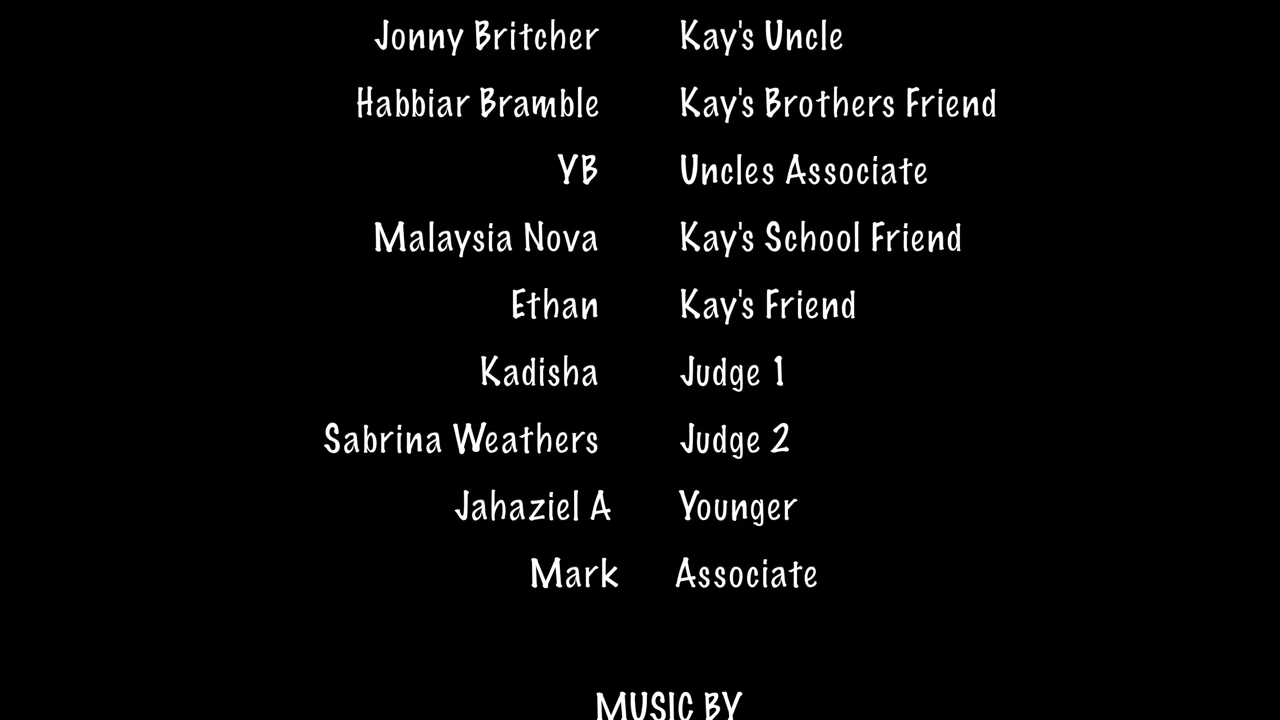 Jonny Britcher Kay's Uncle
Habbiar Bramble Kay's Brothers Friend
YB Uncles Associate
Malaysia Nova Kay's School Friend
Ethan Kay's Friend
Kadisha Judge 1
Sabrina Weathers Judge 2
Jahaziel A Younger
Mark Associate
MUSIC BY